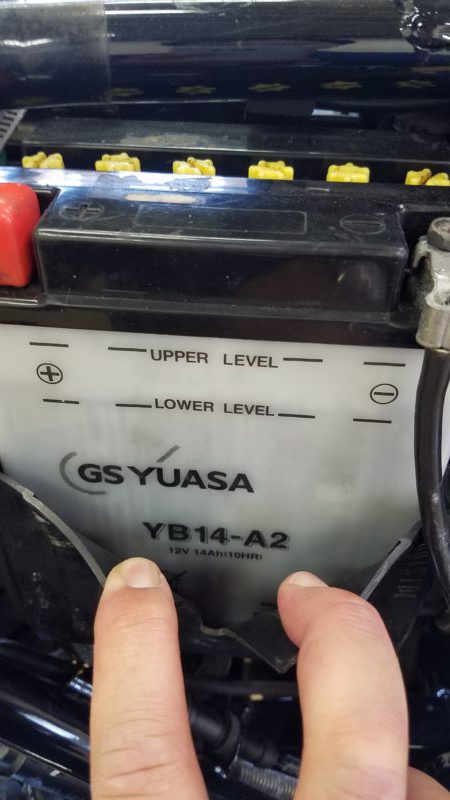 UPPER LEVEL
+
−
LOWER LEVEL
GS YUASA
YB14-A2
12V 14Ah(10HR)